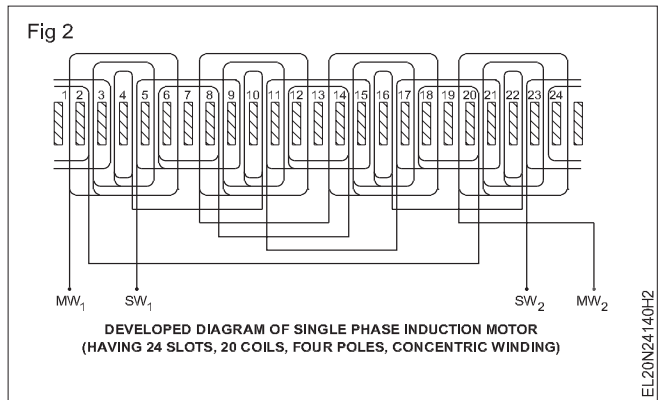 Fig 2
1 2 3 4 5 6 7 8 9 10 11 12 13 14 15 16 17 18 19 20 21 22 23 24
MW1 SW1 SW2 MW2
DEVELOPED DIAGRAM OF SINGLE PHASE INDUCTION MOTOR
(HAVING 24 SLOTS, 20 COILS, FOUR POLES, CONCENTRIC WINDING)
EL20N24140H2